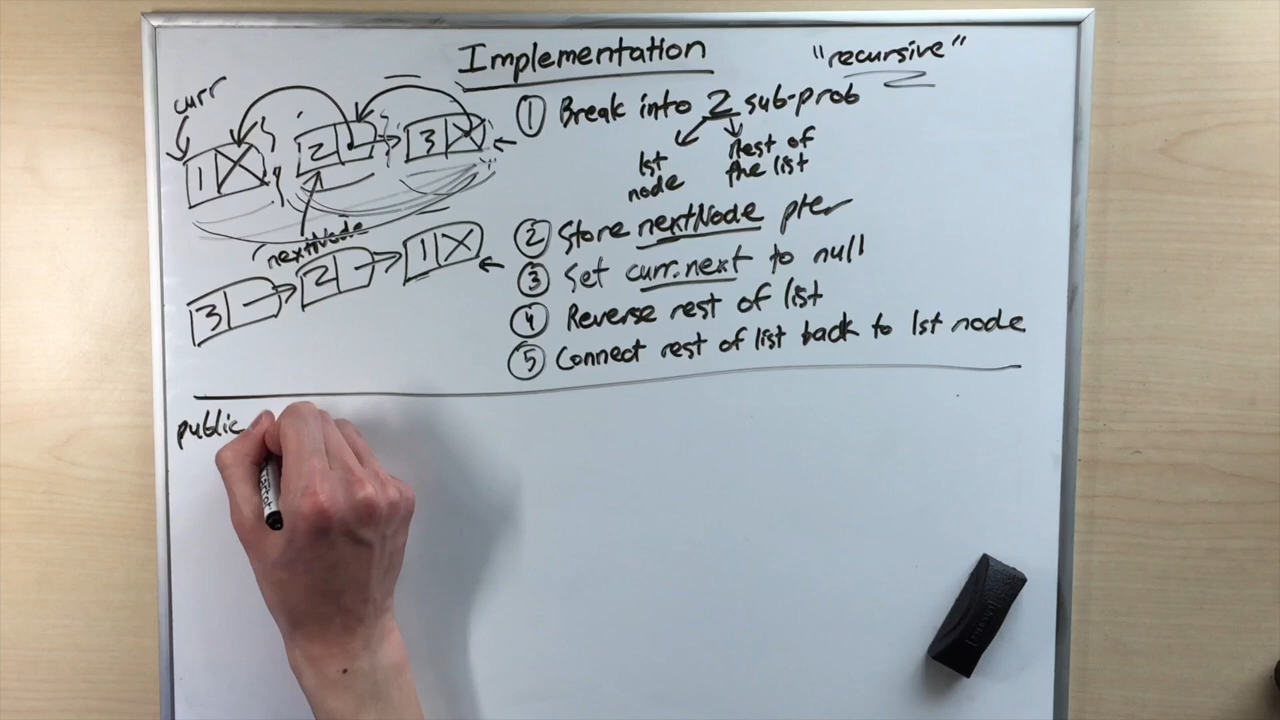 Implementation
"recursive"
curr
1
2
3
nextNode
3
2
1
① Break into 2 sub-prob
1st node
Rest of the list
② Store nextNode pter
③ Set curr.next to null
④ Reverse rest of list
⑤ Connect rest of list back to 1st node
public